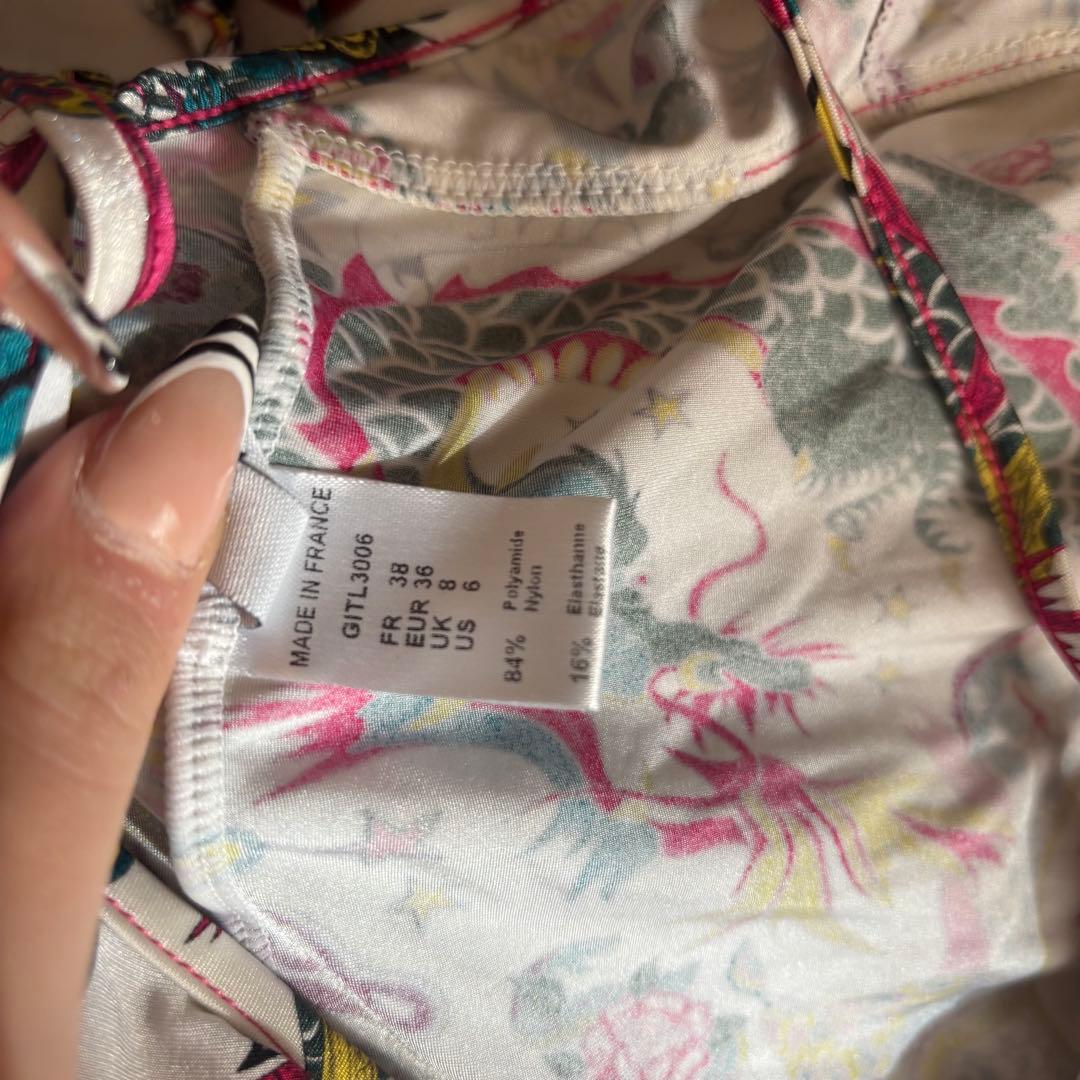 MADE IN FRANCE
GITL3006
FR 38
EUR 36
UK 8
US 6
84% Polyamide
Nylon
16% Elasthanne
Elastane